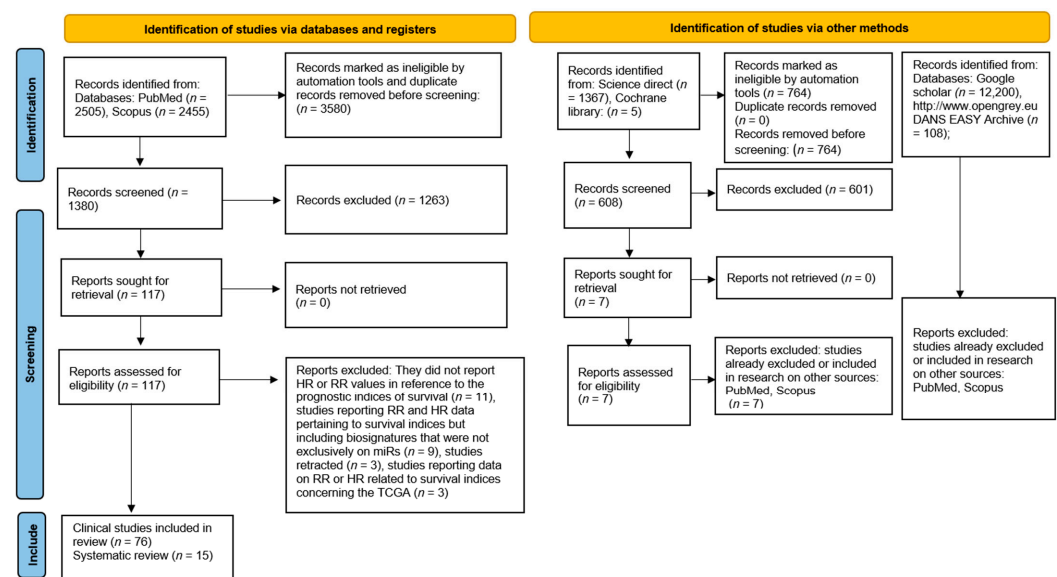 Identification of studies via databases and registers
Identification of studies via other methods
Identification
Records identified from:
Databases: PubMed (n =
2505), Scopus (n = 2455)
Records marked as
ineligible by
automation tools and duplicate
records removed before screening:
(n = 3580)
Records identified
from: Science direct (n
= 1367), Cochrane
library: (n = 5)
Records marked as
ineligible by automation
tools (n = 764)
Duplicate records removed
(n = 0)
Records removed before
screening: (n = 764)
Records identified from:
Databases: Google
scholar (n = 12,200),
http://www.opengrey.eu
DANS EASY Archive (n
= 108);
Screening
Records screened (n =
1380)
Records excluded (n = 1263)
Records screened
(n = 608)
Records excluded (n = 601)
Reports sought for
retrieval (n = 117)
Reports not retrieved
(n = 0)
Reports sought for
retrieval
(n = 7)
Reports not retrieved (n = 0)
Reports assessed for
eligibility (n = 117)
Reports excluded: They did not report
HR or RR values in reference to the
prognostic indices of survival (n = 11),
studies reporting RR and HR data
pertaining to survival indices but
including biosignatures that were not
exclusively on miRs (n = 9), studies
retracted (n = 3), studies reporting data
on RR or HR related to survival indices
concerning the TCGA (n = 3)
Reports assessed
for eligibility
(n = 7)
Reports excluded: studies
already excluded or included
in research on other sources:
PubMed, Scopus
(n = 7)
Reports excluded:
studies already excluded
or included in research
on other sources:
PubMed, Scopus
Include
Clinical studies included in
review (n = 76)
Systematic review (n = 15)